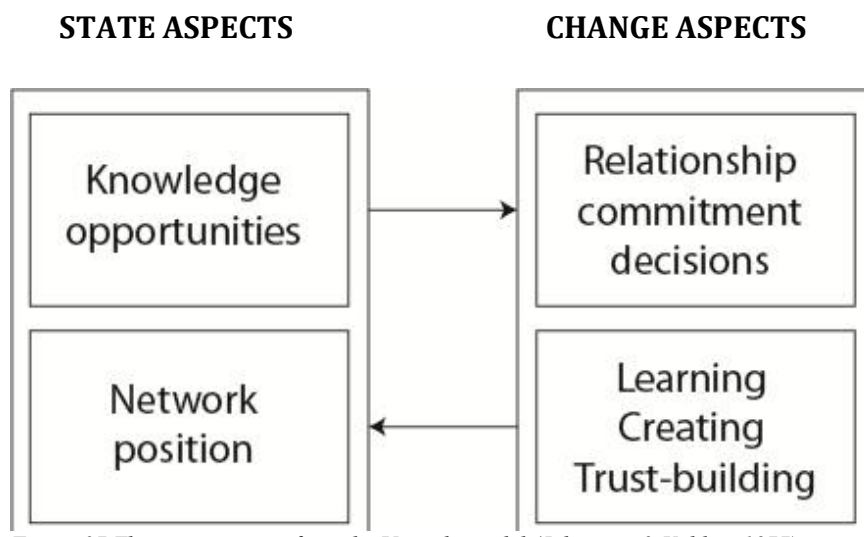 STATE ASPECTS CHANGE ASPECTS
Knowledge
opportunities
Relationship
commitment
decisions
Network
position
Learning
Creating
Trust-building